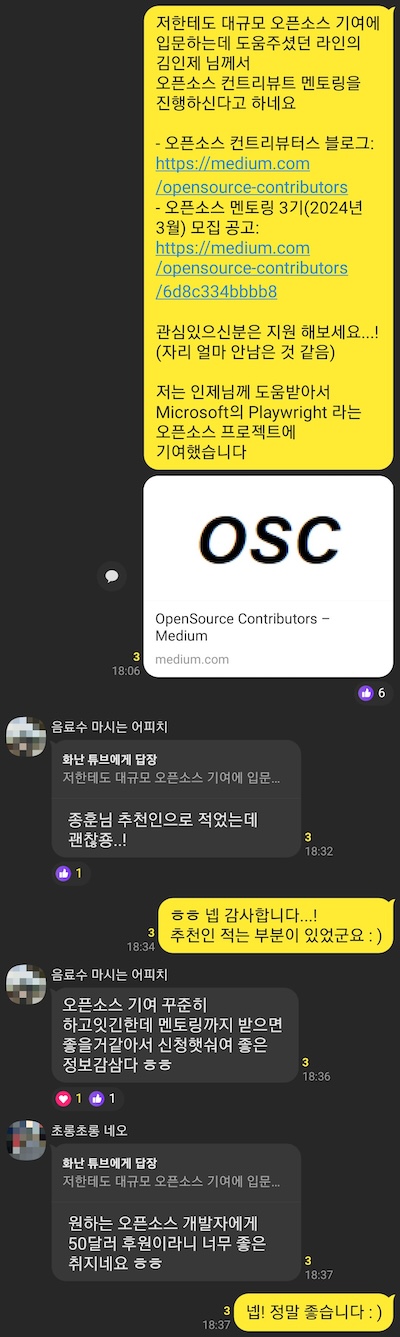 저한테도 대규모 오픈소스 기여에
입문하는데 도움주셨던 라인의
김인제 님께서
오픈소스 컨트리뷰트 멘토링을
진행하신다고 하네요
- 오픈소스 컨트리뷰터스 블로그:
https://medium.com
/opensource-contributors
- 오픈소스 멘토링 3기(2024년
3월) 모집 공고:
https://medium.com
/opensource-contributors
/6d8c334bbbb8
관심있으신분은 지원 해보세요...!
(자리 얼마 안남은 것 같음)
저는 인제님께 도움받아서
Microsoft의 Playwright 라는
오픈소스 프로젝트에
기여했습니다
OSC
OpenSource Contributors –
Medium
medium.com
3
18:06
6
음료수 마시는 어피치
화난 튜브에게 답장
저한테도 대규모 오픈소스 기여에 입문...
종훈님 추천인으로 적었는데
괜찮죵..!
3
18:32
1
ㅎㅎ 넵 감사합니다...!
추천인 적는 부분이 있었군요 : )
3
18:34
음료수 마시는 어피치
오픈소스 기여 꾸준히
하고잇긴한데 멘토링까지 받으면
좋을거같아서 신청햇숴여 좋은
정보감삼다 ㅎㅎ
3
18:36
1 1
초롱초롱 네오
화난 튜브에게 답장
저한테도 대규모 오픈소스 기여에 입문...
원하는 오픈소스 개발자에게
50달러 후원이라니 너무 좋은
취지네요 ㅎㅎ
3
18:37
넵! 정말 좋습니다 : )
3
18:37